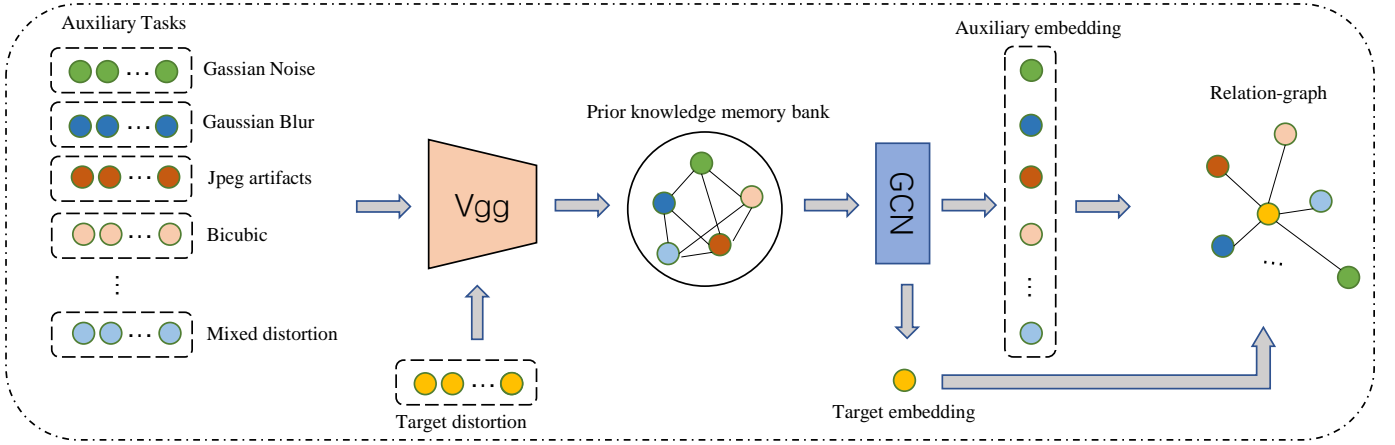 Auxiliary Tasks
Gassian Noise
Gaussian Blur
Jpeg artifacts
Bicubic
Mixed distortion
Target distortion
Vgg
Prior knowledge memory bank
GCN
Auxiliary embedding
Target embedding
Relation-graph